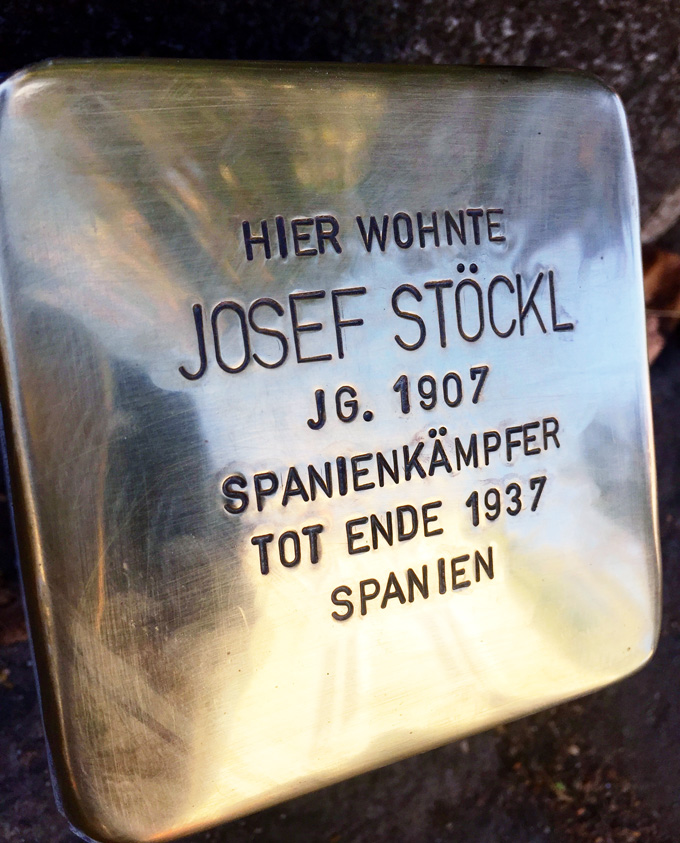 HIER WOHNTE
JOSEF STÖCKL
JG. 1907
SPANIENKÄMPFER
TOT ENDE 1937
SPANIEN